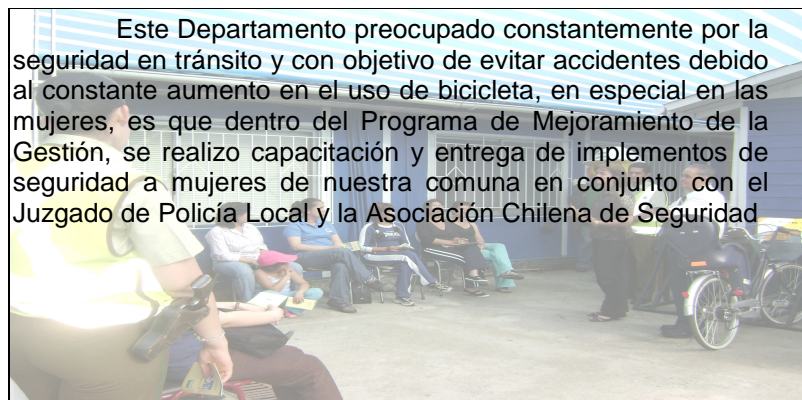 Este Departamento preocupado constantemente por la
seguridad en tránsito y con objetivo de evitar accidentes debido
al constante aumento en el uso de bicicleta, en especial en las
mujeres, es que dentro del Programa de Mejoramiento de la
Gestión, se realizo capacitación y entrega de implementos de
seguridad a mujeres de nuestra comuna en conjunto con el
Juzgado de Policía Local y la Asociación Chilena de Seguridad